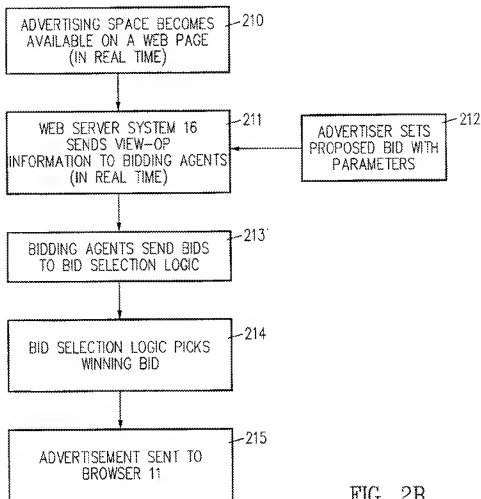 ADVERTISING SPACE BECOMES
AVAILABLE ON A WEB PAGE
(IN REAL TIME)
210
WEB SERVER SYSTEM 16
SENDS VIEW-OP
INFORMATION TO BIDDING AGENTS
(IN REAL TIME)
211
ADVERTISER SETS
PROPOSED BID WITH
PARAMETERS
212
BIDDING AGENTS SEND BIDS
TO BID SELECTION LOGIC
213'
BID SELECTION LOGIC PICKS
WINNING BID
214
ADVERTISEMENT SENT TO
BROWSER 11
215
FIG. 2B